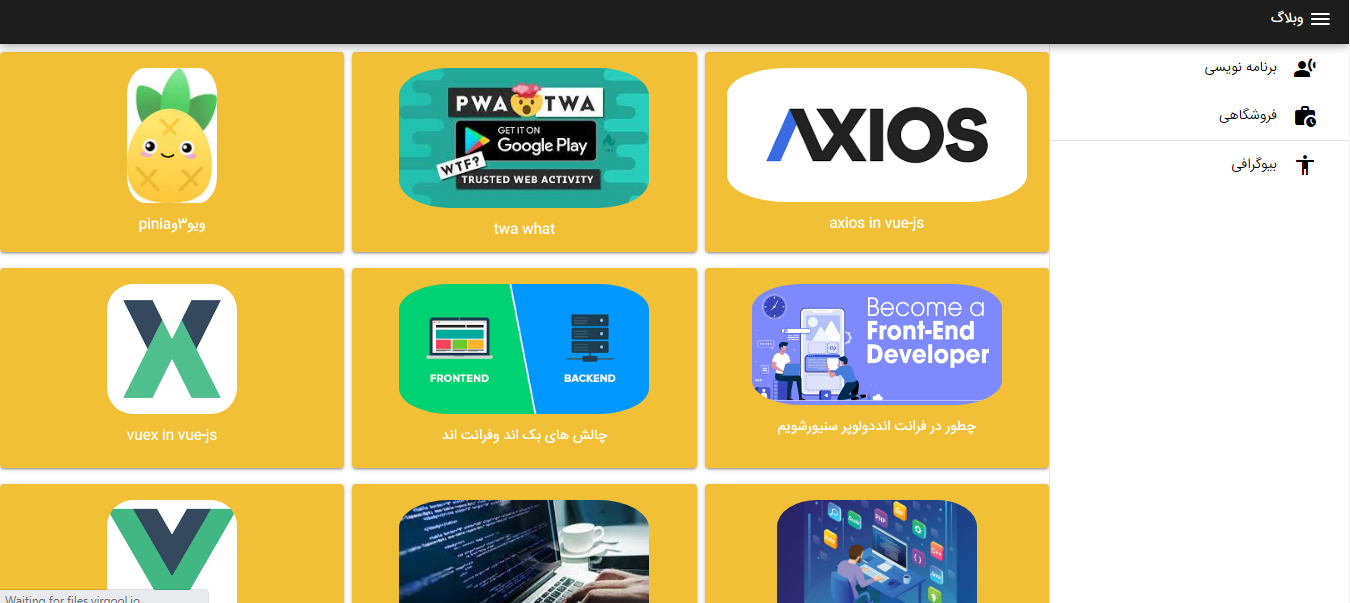 وبلاگ
برنامه نویسی
فروشگاهی
بیوگرافی
AXIOS
axios in vue-js
PWA TWA
GET IT ON
Google Play
WTF?
TRUSTED WEB ACTIVITY
twa what
ویو۳وpinia
Become a
Front-End
Developer
چطور در فرانت انددولوپر سنیورشویم
FRONTEND
BACKEND
چالش های بک اند وفرانت اند
vuex in vue-js
PHP
Waiting for files.virgool.io